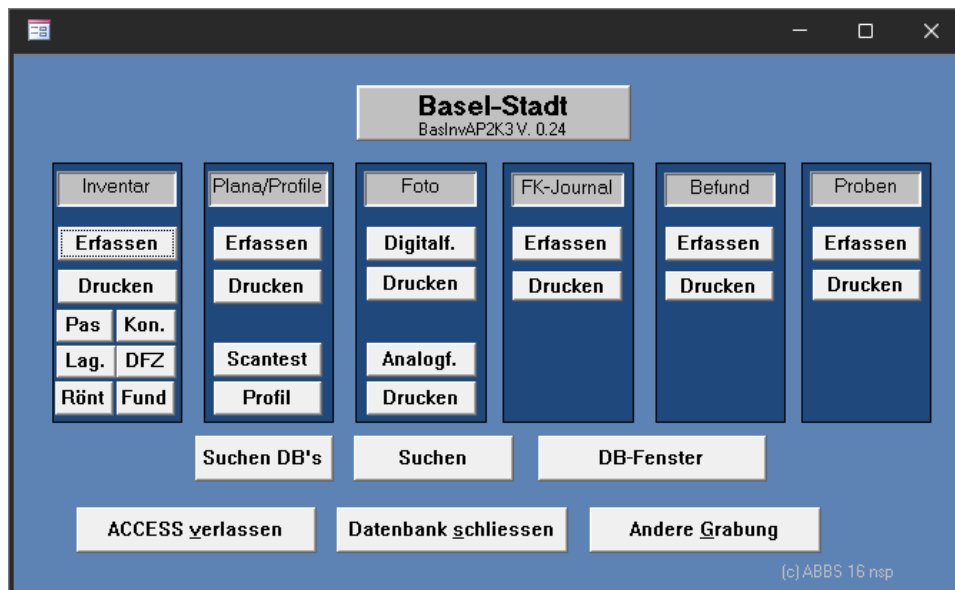 Basel-Stadt
BasInvAP2K3 V. 0.24
Inventar
Plana/Profile
Foto
FK-Journal
Befund
Proben
Erfassen
Erfassen
Digitalf.
Erfassen
Erfassen
Erfassen
Drucken
Drucken
Drucken
Drucken
Drucken
Drucken
Pas
Kon.
Lag.
DFZ
Scantest
Analogf.
Rönt
Fund
Profil
Drucken
Suchen DB's
Suchen
DB-Fenster
ACCESS verlassen
Datenbank schliessen
Andere Grabung
(c) ABBS 16 nsp